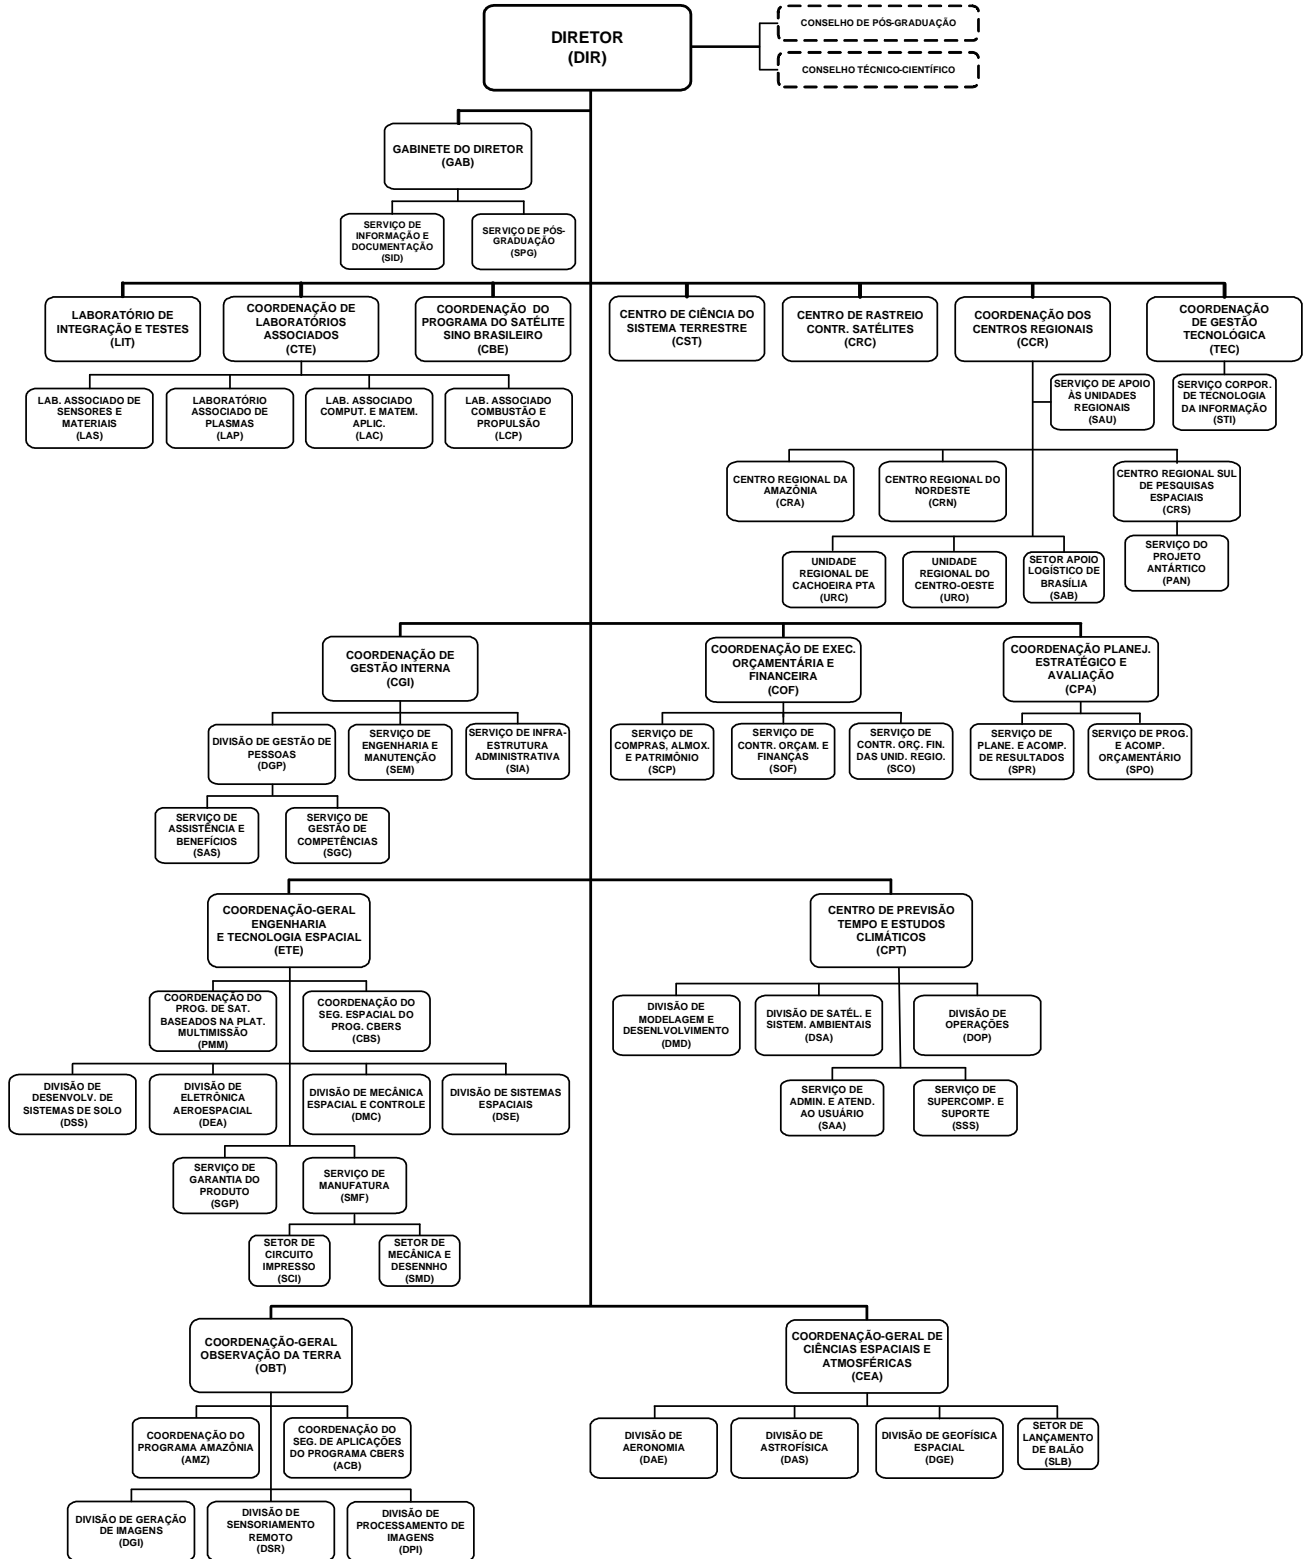 DIRETOR
(DIR)
CONSELHO DE PÓS-GRADUAÇÃO
CONSELHO TÉCNICO-CIENTÍFICO
GABINETE DO DIRETOR
(GAB)
SERVIÇO DE
INFORMAÇÃO E
DOCUMENTAÇÃO
(SID)
SERVIÇO DE PÓS-
GRADUAÇÃO
(SPG)
LABORATÓRIO DE
INTEGRAÇÃO E TESTES
(LIT)
COORDENAÇÃO DE
LABORATÓRIOS
ASSOCIADOS
(CTE)
COORDENAÇÃO DO
PROGRAMA DO SATÉLITE
SINO BRASILEIRO
(CBE)
CENTRO DE CIÊNCIA DO
SISTEMA TERRESTRE
(CST)
CENTRO DE RASTREIO
CONTR. SATÉLITES
(CRC)
COORDENAÇÃO DOS
CENTROS REGIONAIS
(CCR)
COORDENAÇÃO
DE GESTÃO
TECNOLÓGICA
(TEC)
LAB. ASSOCIADO DE
SENSORES E
MATERIAIS
(LAS)
LABORATÓRIO
ASSOCIADO DE
PLASMAS
(LAP)
LAB. ASSOCIADO
COMPUT. E MATEM.
APLIC.
(LAC)
LAB. ASSOCIADO
COMBUSTÃO E
PROPULSÃO
(LCP)
SERVIÇO DE APOIO
ÀS UNIDADES
REGIONAIS
(SAU)
SERVIÇO CORPOR.
DE TECNOLOGIA
DA INFORMAÇÃO
(STI)
CENTRO REGIONAL DA
AMAZÔNIA
(CRA)
CENTRO REGIONAL DO
NORDESTE
(CRN)
CENTRO REGIONAL SUL
DE PESQUISAS
ESPACIAIS
(CRS)
UNIDADE
REGIONAL DE
CACHOEIRA PTA
(URC)
UNIDADE
REGIONAL DO
CENTRO-OESTE
(URO)
SETOR APOIO
LOGÍSTICO DE
BRASÍLIA
(SAB)
SERVIÇO DO
PROJETO
ANTÁRTICO
(PAN)
COORDENAÇÃO DE
GESTÃO INTERNA
(CGI)
COORDENAÇÃO DE EXEC.
ORÇAMENTÁRIA E
FINANCEIRA
(COF)
COORDENAÇÃO PLANEJ.
ESTRATÉGICO E
AVALIAÇÃO
(CPA)
DIVISÃO DE GESTÃO DE
PESSOAS
(DGP)
SERVIÇO DE
ENGENHARIA E
MANUTENÇÃO
(SEM)
SERVIÇO DE INFRA-
ESTRUTURA
ADMINISTRATIVA
(SIA)
SERVIÇO DE
COMPRAS, ALMOX.
E PATRIMÔNIO
(SCP)
SERVIÇO DE
CONTR. ORÇAM. E
FINANÇAS
(SOF)
SERVIÇO DE
CONTR. ORÇ. FIN.
DAS UNID. REGIO.
(SCO)
SERVIÇO DE
PLANE. E ACOMP.
DE RESULTADOS
(SPR)
SERVIÇO DE PROG.
E ACOMP.
ORÇAMENTÁRIO
(SPO)
SERVIÇO DE
ASSISTÊNCIA E
BENEFÍCIOS
(SAS)
SERVIÇO DE
GESTÃO DE
COMPETÊNCIAS
(SGC)
COORDENAÇÃO-GERAL
ENGENHARIA
E TECNOLOGIA ESPACIAL
(ETE)
CENTRO DE PREVISÃO
TEMPO E ESTUDOS
CLIMÁTICOS
(CPT)
COORDENAÇÃO DO
PROG. DE SAT.
BASEADOS NA PLAT.
MULTIMISSÃO
(PMM)
COORDENAÇÃO DO
SEG. ESPACIAL DO
PROG. CBERS
(CBS)
DIVISÃO DE
MODELAGEM E
DESENLVOLVIMENTO
(DMD)
DIVISÃO DE SATÉL. E
SISTEM. AMBIENTAIS
(DSA)
DIVISÃO DE
OPERAÇÕES
(DOP)
DIVISÃO DE
DESENVOLV. DE
SISTEMAS DE SOLO
(DSS)
DIVISÃO DE
ELETRÔNICA
AEROESPACIAL
(DEA)
DIVISÃO DE MECÂNICA
ESPACIAL E CONTROLE
(DMC)
DIVISÃO DE SISTEMAS
ESPACIAIS
(DSE)
SERVIÇO DE
ADMIN. E ATEND.
AO USUÁRIO
(SAA)
SERVIÇO DE
SUPERCOMP. E
SUPORTE
(SSS)
SERVIÇO DE
GARANTIA DO
PRODUTO
(SGP)
SERVIÇO DE
MANUFATURA
(SMF)
SETOR DE
CIRCUITO
IMPRESSO
(SCI)
SETOR DE
MECÂNICA E
DESENNHO
(SMD)
COORDENAÇÃO-GERAL
OBSERVAÇÃO DA TERRA
(OBT)
COORDENAÇÃO-GERAL DE
CIÊNCIAS ESPACIAIS E
ATMOSFÉRICAS
(CEA)
COORDENAÇÃO DO
PROGRAMA AMAZÔNIA
(AMZ)
COORDENAÇÃO DO
SEG. DE APLICAÇÕES
DO PROGRAMA CBERS
(ACB)
DIVISÃO DE
AERONOMIA
(DAE)
DIVISÃO DE
ASTROFÍSICA
(DAS)
DIVISÃO DE GEOFÍSICA
ESPACIAL
(DGE)
SETOR DE
LANÇAMENTO
DE BALÃO
(SLB)
DIVISÃO DE GERAÇÃO
DE IMAGENS
(DGI)
DIVISÃO DE
SENSORIAMENTO
REMOTO
(DSR)
DIVISÃO DE
PROCESSAMENTO DE
IMAGENS
(DPI)